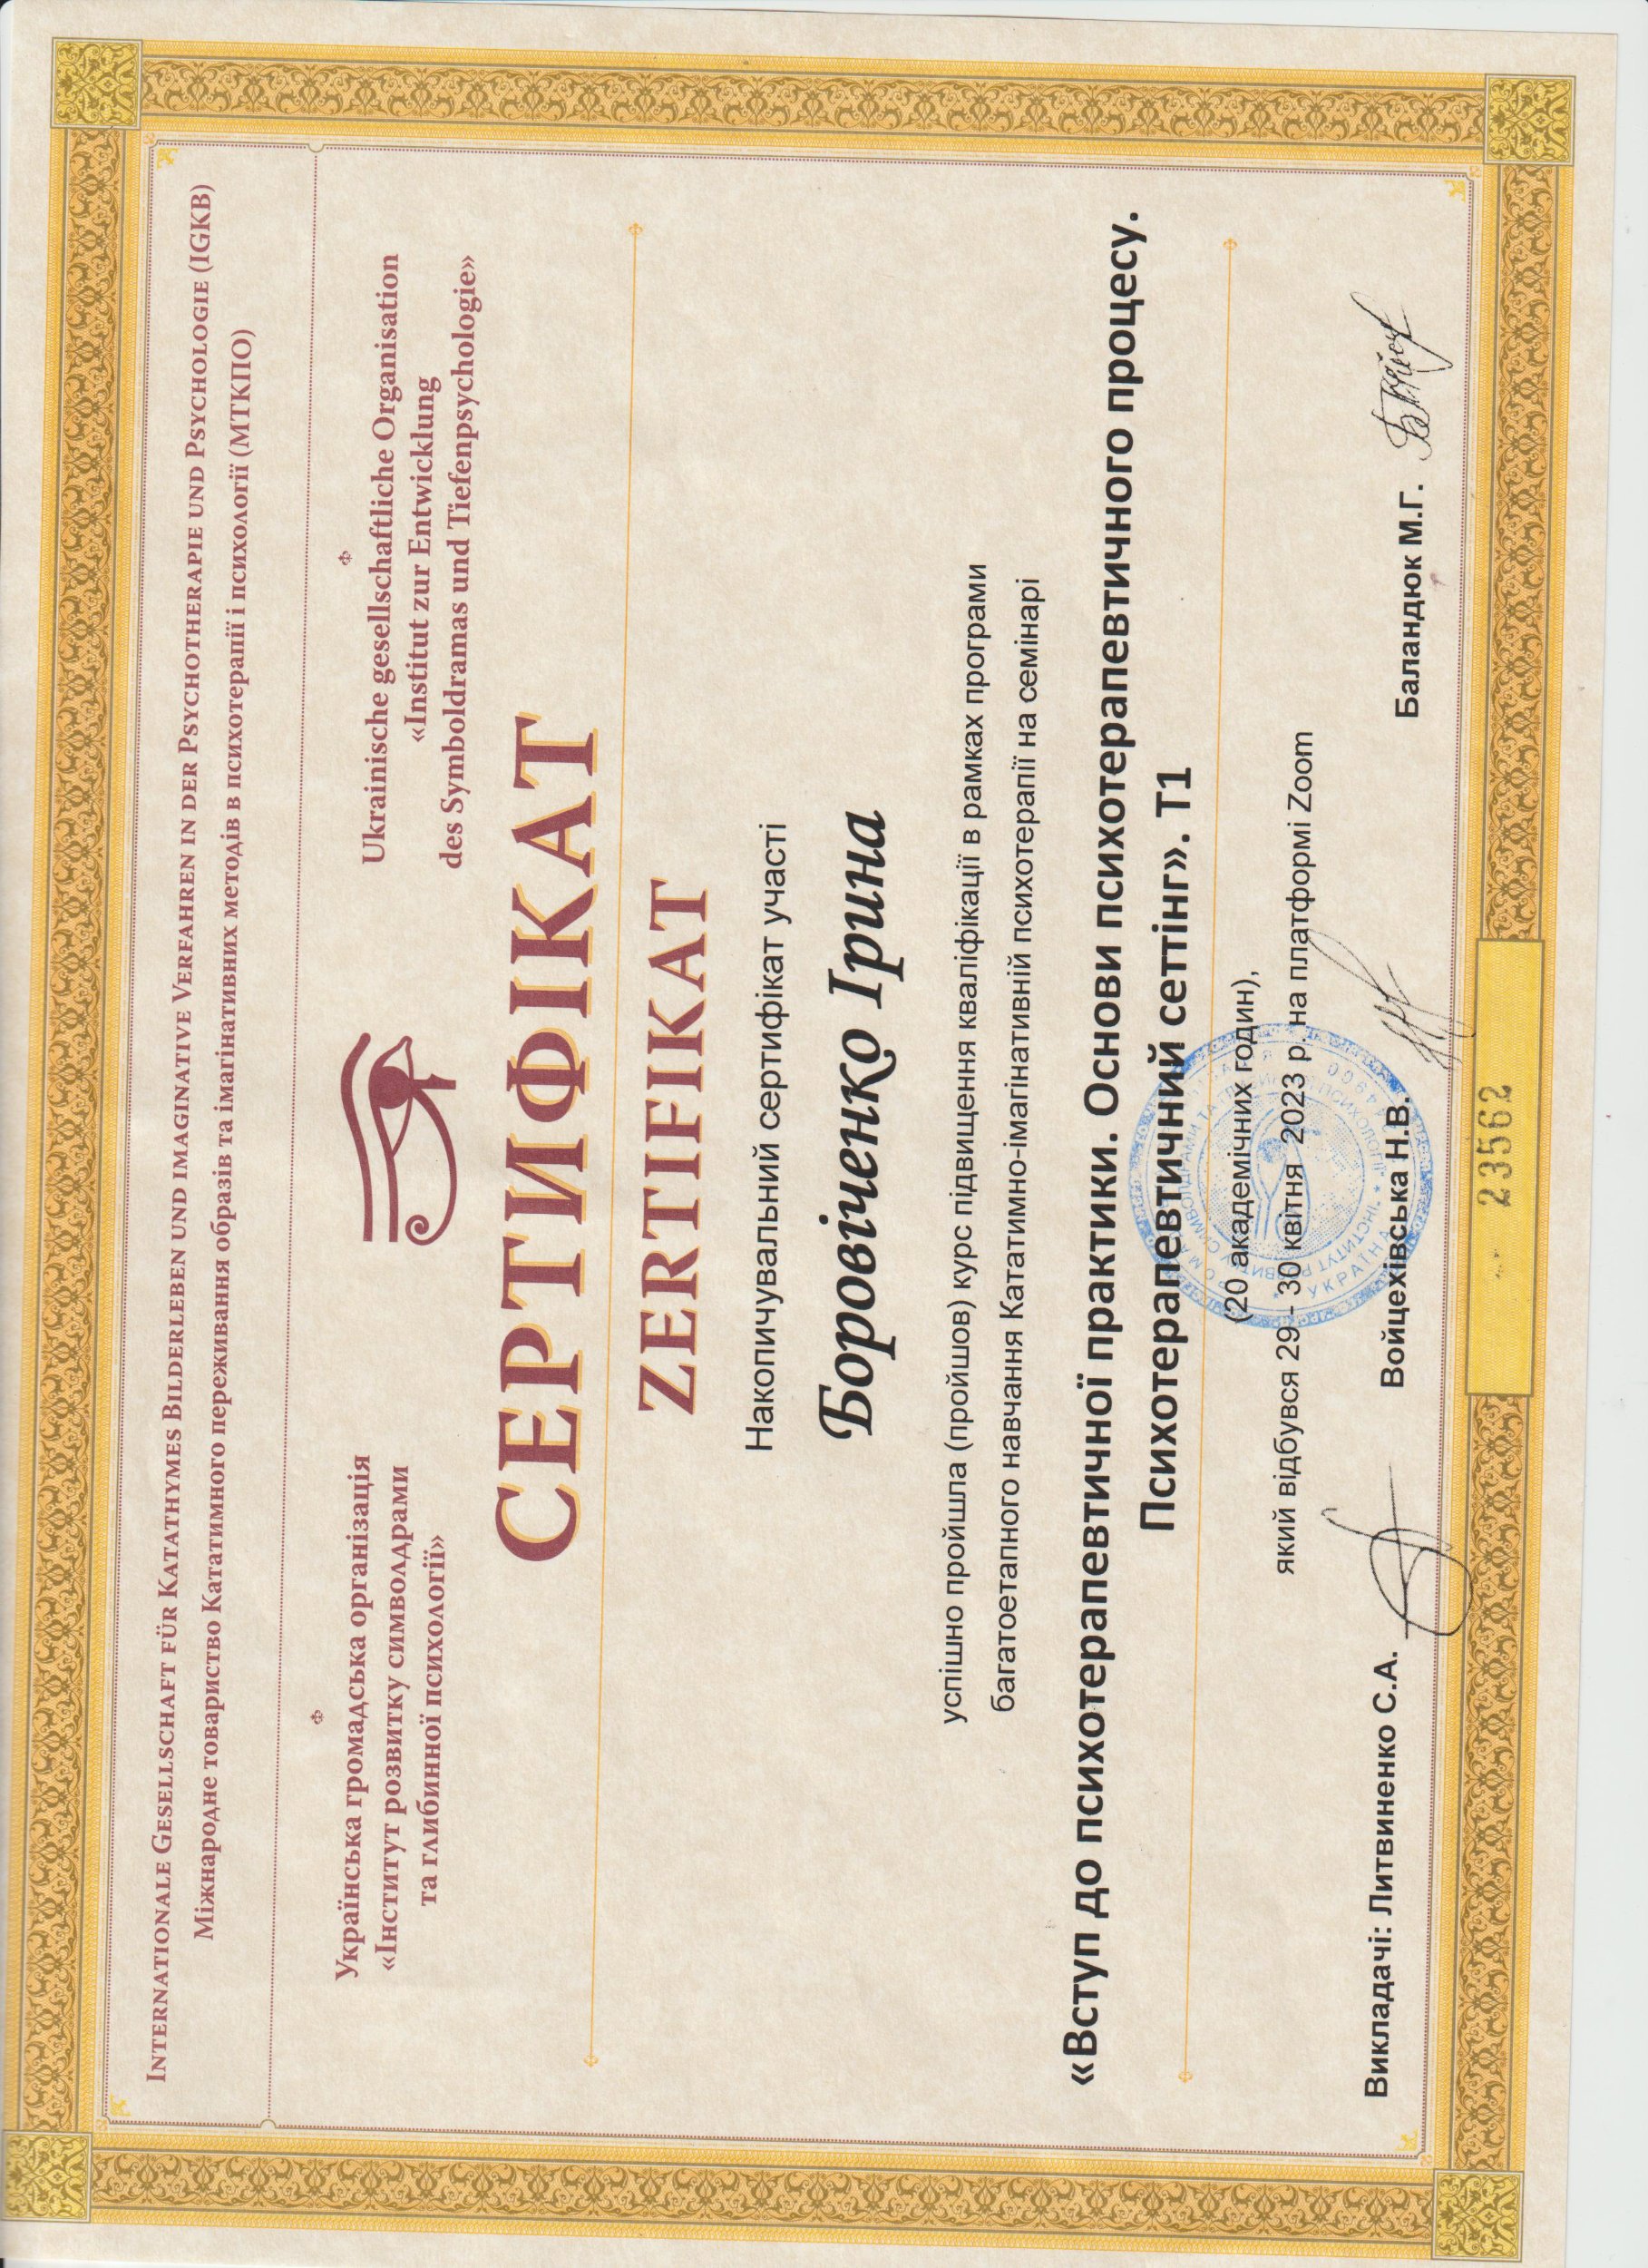 INTERNATIONALE GESELLSCHAFT FÜR KATATHYMES BILDERLEBEN UND IMAGINATIVE VERFAHREN IN DER PSYCHOTHERAPIE UND PSYCHOLOGIE (IGKB)
Міжнародне товариство Кататимного переживання образів та імагінативних методів в психотерапії і психології (МТКПО)
Українська громадська організація
«Інститут розвитку символдрами
та глибинної психології»
Ukrainische gesellschaftliche Organisation
«Institut zur Entwicklung
des Symboldramas und Tiefenpsychologie»
СЕРТИФІКАТ
ZERTIFIKAT
Накопичувальний сертифікат участі
Боровіченко Ірина
успішно пройшла (пройшов) курс підвищення кваліфікації в рамках програми
багатоетапного навчання Кататимно-імагінативній психотерапії на семінарі
«Вступ до психотерапевтичної практики. Основи психотерапевтичного процесу.
Психотерапевтичний сеттінг». Т1
(20 академічних годин),
який відбувся 29 - 30 квітня 2023 р. на платформі Zoom
Викладачі: Литвиненко С.А. Войцехівська Н.В. Баландюк М.Г.
УКРАЇНА
23562